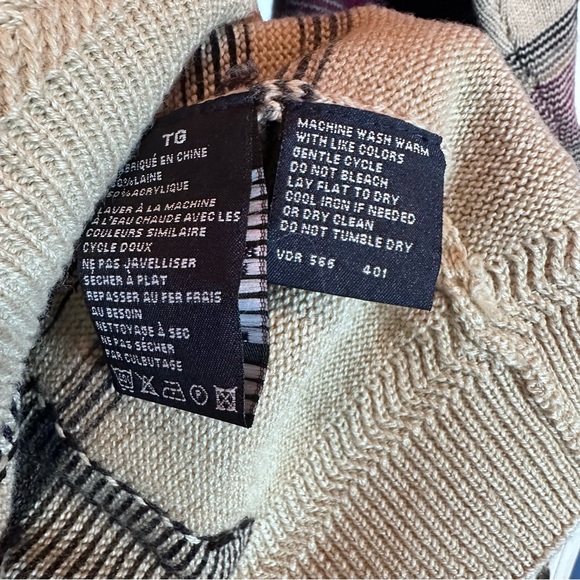 TG
FABRIQUÉ EN CHINE
LAINE
ACRYLIQUE
LAVER À LA MACHINE
À L'EAU CHAUDE AVEC LES
COULEURS SIMILAIRE
CYCLE DOUX
NE PAS JAVELLISER
SÉCHER À PLAT
REPASSER AU FER FRAIS
AU BESOIN
NETTOYAGE À SEC
NE PAS SÉCHER
PAR CULBUTAGE
MACHINE WASH WARM
WITH LIKE COLORS
GENTLE CYCLE
DO NOT BLEACH
LAY FLAT TO DRY
COOL IRON IF NEEDED
OR DRY CLEAN
DO NOT TUMBLE DRY
VDR 566 401